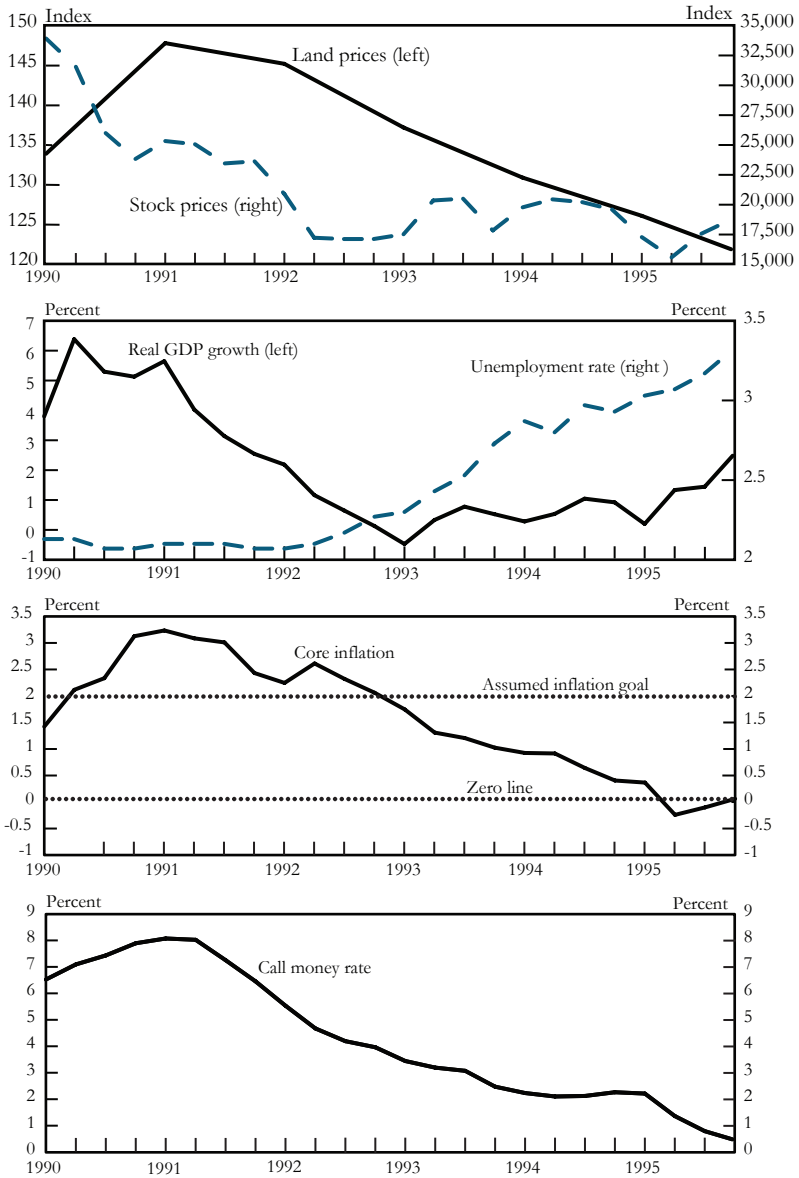 Index Index
150 35,000
145 32,500
140 30,000
135 27,500
130 25,000
125 22,500
120 20,000
17,500
15,000
Land prices (left)
Stock prices (right)
1990 1991 1992 1993 1994 1995
Percent Percent
7 3.5
6 3
5 2.5
4 2
3
2
1
0
-1
Real GDP growth (left)
Unemployment rate (right )
1990 1991 1992 1993 1994 1995
Percent Percent
3.5 3.5
3 3
2.5 2.5
2 2
1.5 1.5
1 1
0.5 0.5
0 0
-0.5 -0.5
-1 -1
Core inflation
Assumed inflation goal
Zero line
1990 1991 1992 1993 1994 1995
Percent Percent
9 9
8 8
7 7
6 6
5 5
4 4
3 3
2 2
1 1
0 0
Call money rate
1990 1991 1992 1993 1994 1995